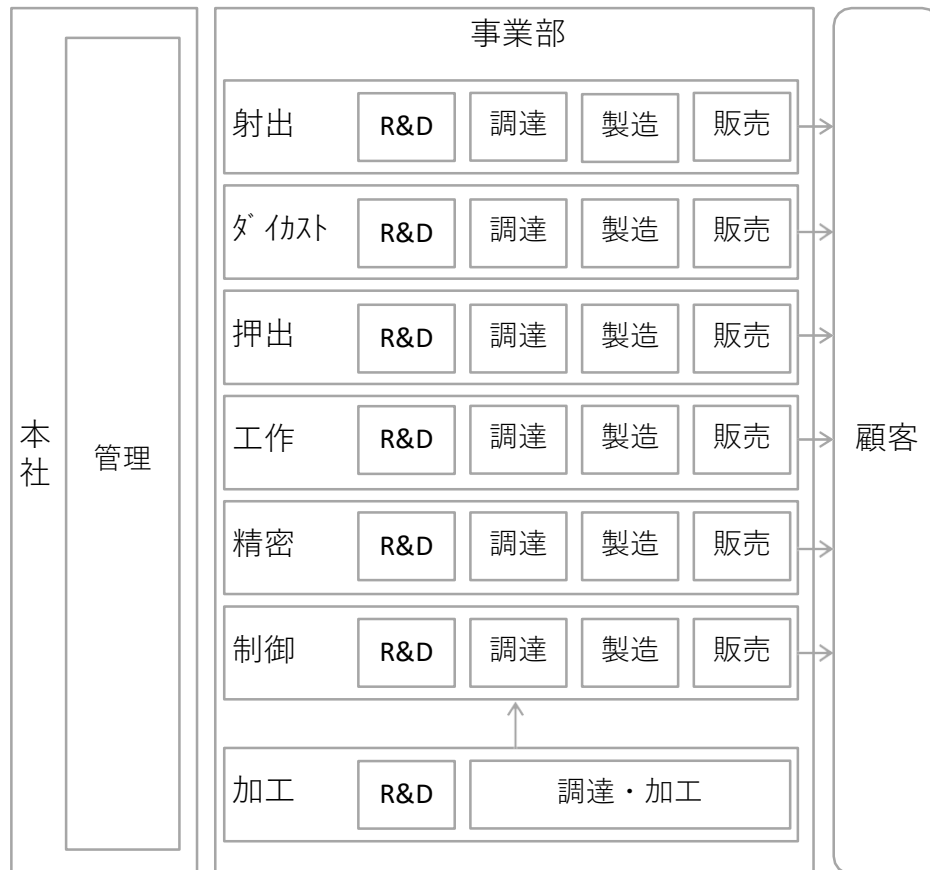 事業部
射出 R&D 調達 製造 販売
ﾀﾞｲｶｽﾄ R&D 調達 製造 販売
押出 R&D 調達 製造 販売
本社
管理
工作 R&D 調達 製造 販売
顧客
精密 R&D 調達 製造 販売
制御 R&D 調達 製造 販売
加工 R&D 調達・加工